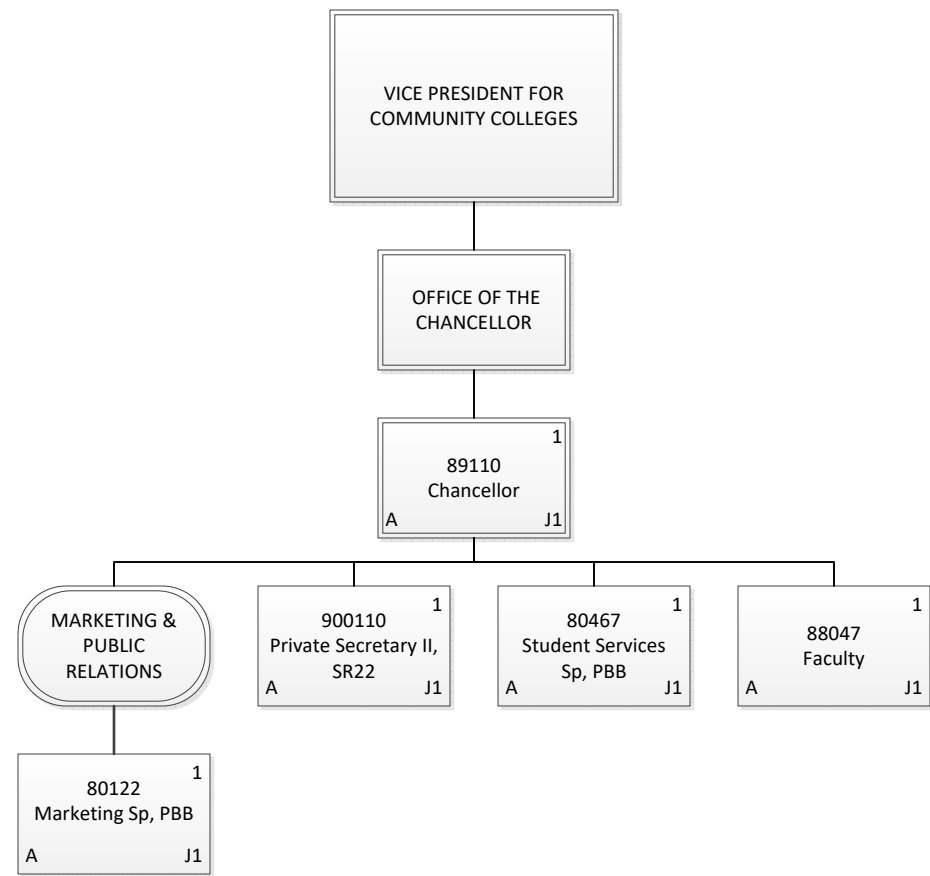 VICE PRESIDENT FOR
COMMUNITY COLLEGES
OFFICE OF THE
CHANCELLOR
1
89110
Chancellor
A J1
MARKETING &
PUBLIC
RELATIONS
1
900110
Private Secretary II,
SR22
A J1
1
80467
Student Services
Sp, PBB
A J1
1
88047
Faculty
A J1
1
80122
Marketing Sp, PBB
A J1